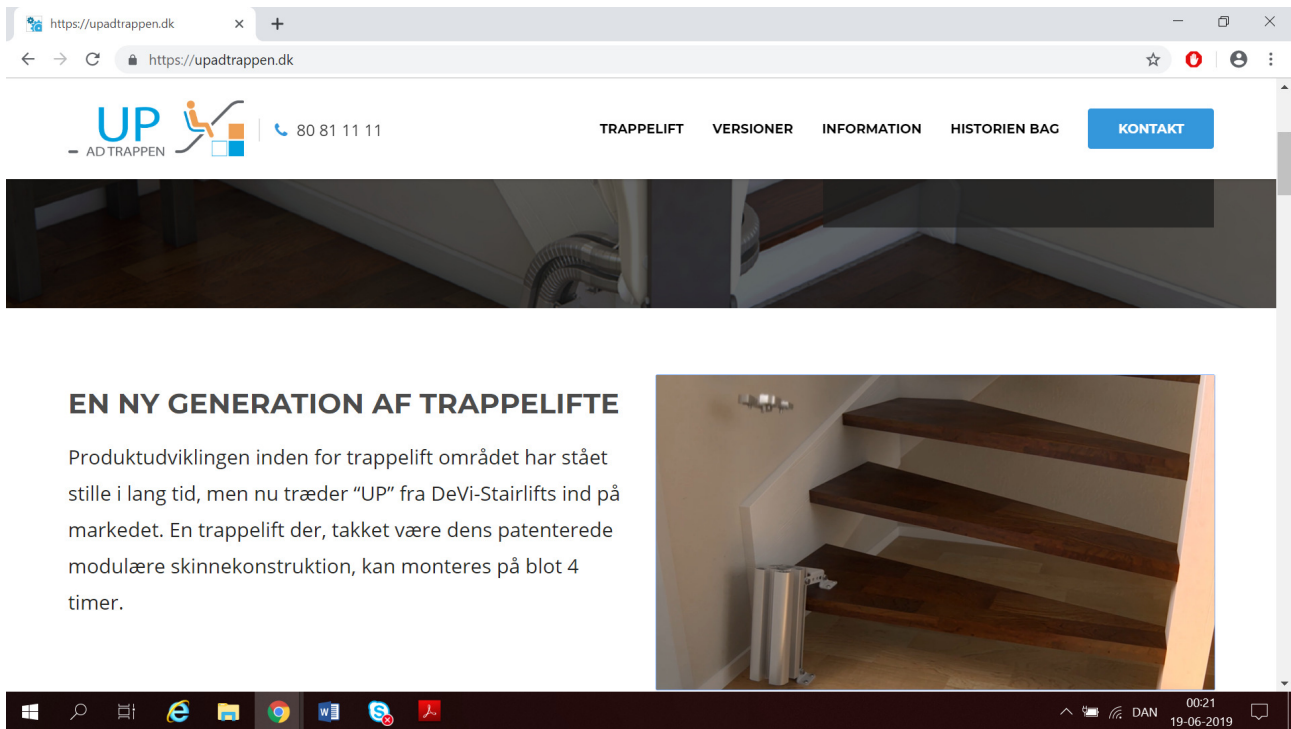 https://upadtrappen.dk
https://upadtrappen.dk
UP
AD TRAPPEN
80 81 11 11
TRAPPELIFT VERSIONER INFORMATION HISTORIEN BAG KONTAKT
EN NY GENERATION AF TRAPPELIFTE
Produktudviklingen inden for trappelift området har stået
stille i lang tid, men nu træder “UP” fra DeVi-Stairlifts ind på
markedet. En trappelift der, takket være dens patenterede
modulære skinnekonstruktion, kan monteres på blot 4
timer.
DAN
00:21
19-06-2019